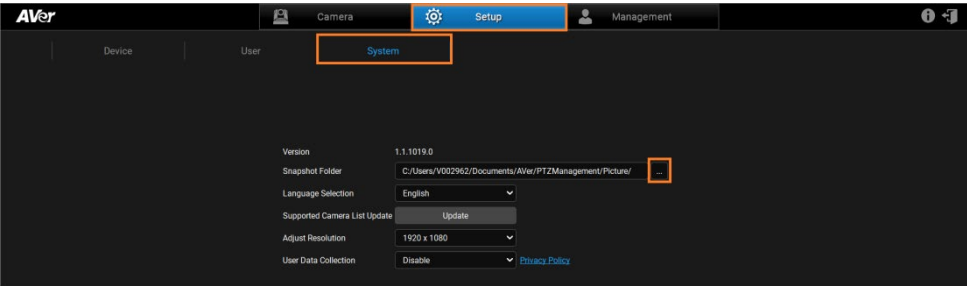 AVer Camera Setup Management
Device User System
Version 1.1.1019.0
Snapshot Folder C:/Users/V002962/Documents/AVer/PTZManagement/Picture/ ...
Language Selection English
Supported Camera List Update Update
Adjust Resolution 1920 x 1080
User Data Collection Disable Privacy Policy